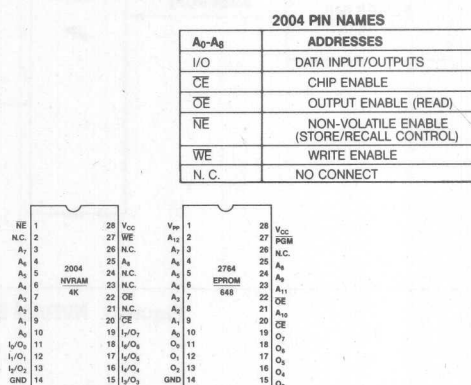 2004 PIN NAMES
A0-A8 ADDRESSES
I/O DATA INPUT/OUTPUTS
CE CHIP ENABLE
OE OUTPUT ENABLE (READ)
NE NON-VOLATILE ENABLE
(STORE/RECALL CONTROL)
WE WRITE ENABLE
N. C. NO CONNECT
NE 1 28 VCC
N.C. 2 27 WE
A7 3 26 N.C.
A6 4 25 A8
A5 5 24 N.C.
A4 6 23 N.C.
A3 7 22 OE
A2 8 21 N.C.
A1 9 20 CE
A0 10 19 I7/O7
I0/O0 11 18 I6/O6
I1/O1 12 17 I5/O5
I2/O2 13 16 I4/O4
GND 14 15 I3/O3
2004
NVRAM
4K
VPP 1 28 VCC
A12 2 27 PGM
A7 3 26 N.C.
A6 4 25 A8
A5 5 24 A9
A4 6 23 A11
A3 7 22 OE
A2 8 21 A10
A1 9 20 CE
A0 10 19 O7
O0 11 18 O6
O1 12 17 O5
O2 13 16 O4
GND 14 15
2764
EPROM
648